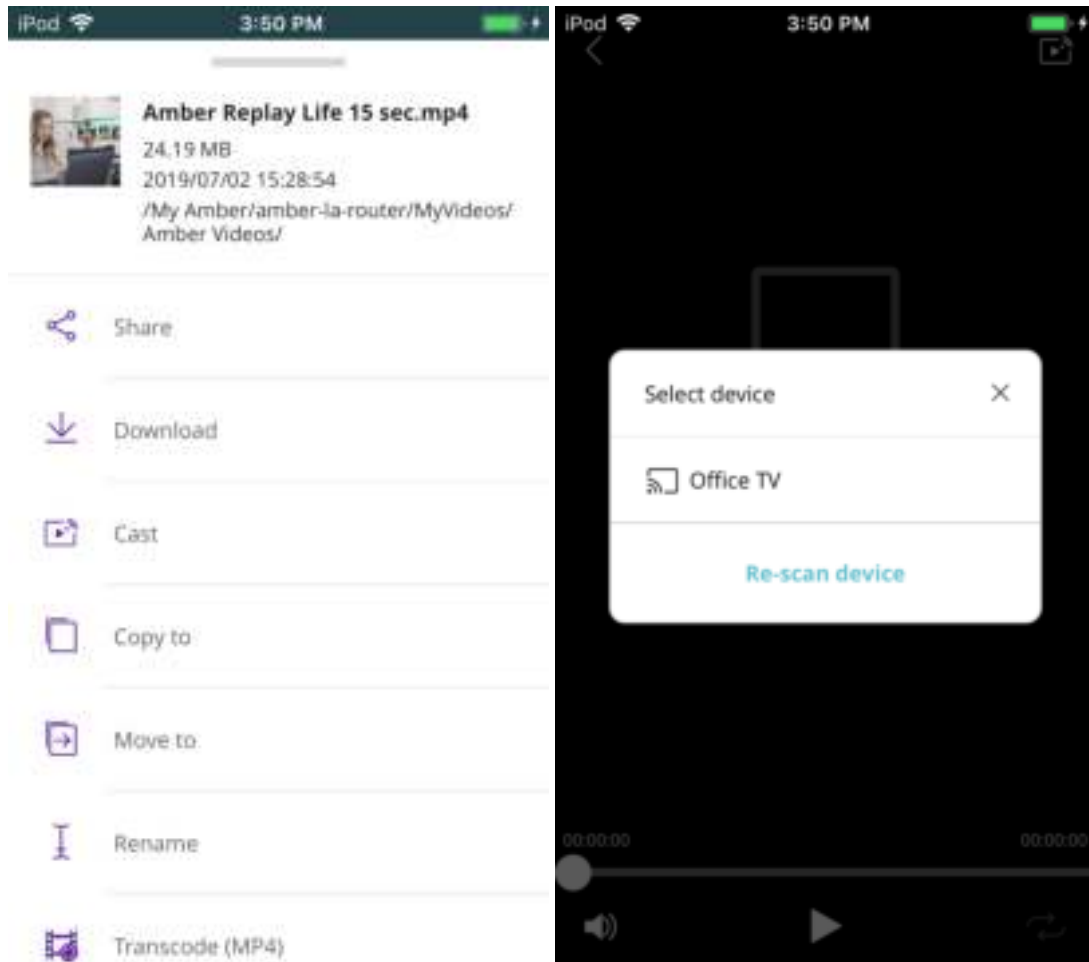 iPod 3:50 PM
Amber Replay Life 15 sec.mp4
24.19 MB
2019/07/02 15:28:54
/My Amber/amber-la-router/MyVideos/
Amber Videos/
Share
Download
Cast
Copy to
Move to
Rename
Transcode (MP4)
iPod 3:50 PM
Select device
Office TV
Re-scan device
00:00:00 00:00:00